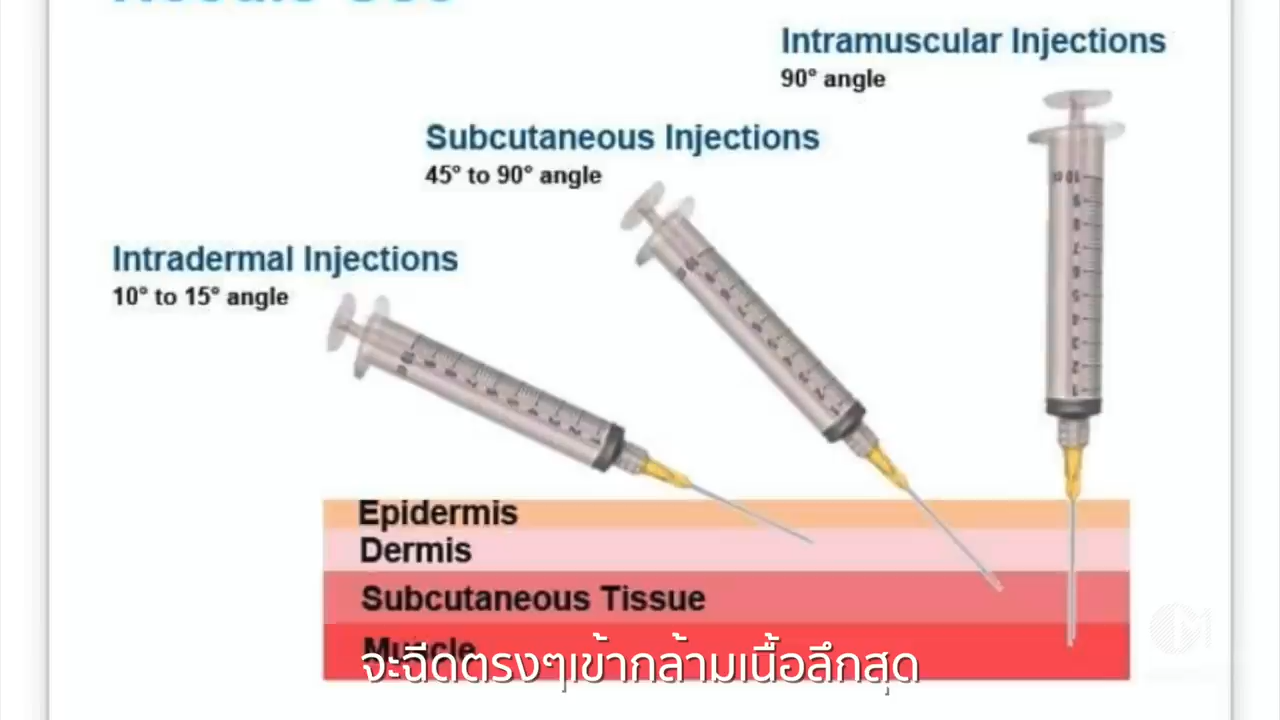 Intramuscular Injections
90° angle
Subcutaneous Injections
45° to 90° angle
Intradermal Injections
10° to 15° angle
Epidermis
Dermis
Subcutaneous Tissue
Muscle
จะฉีดตรงๆเข้ากล้ามเนื้อลึกสุด